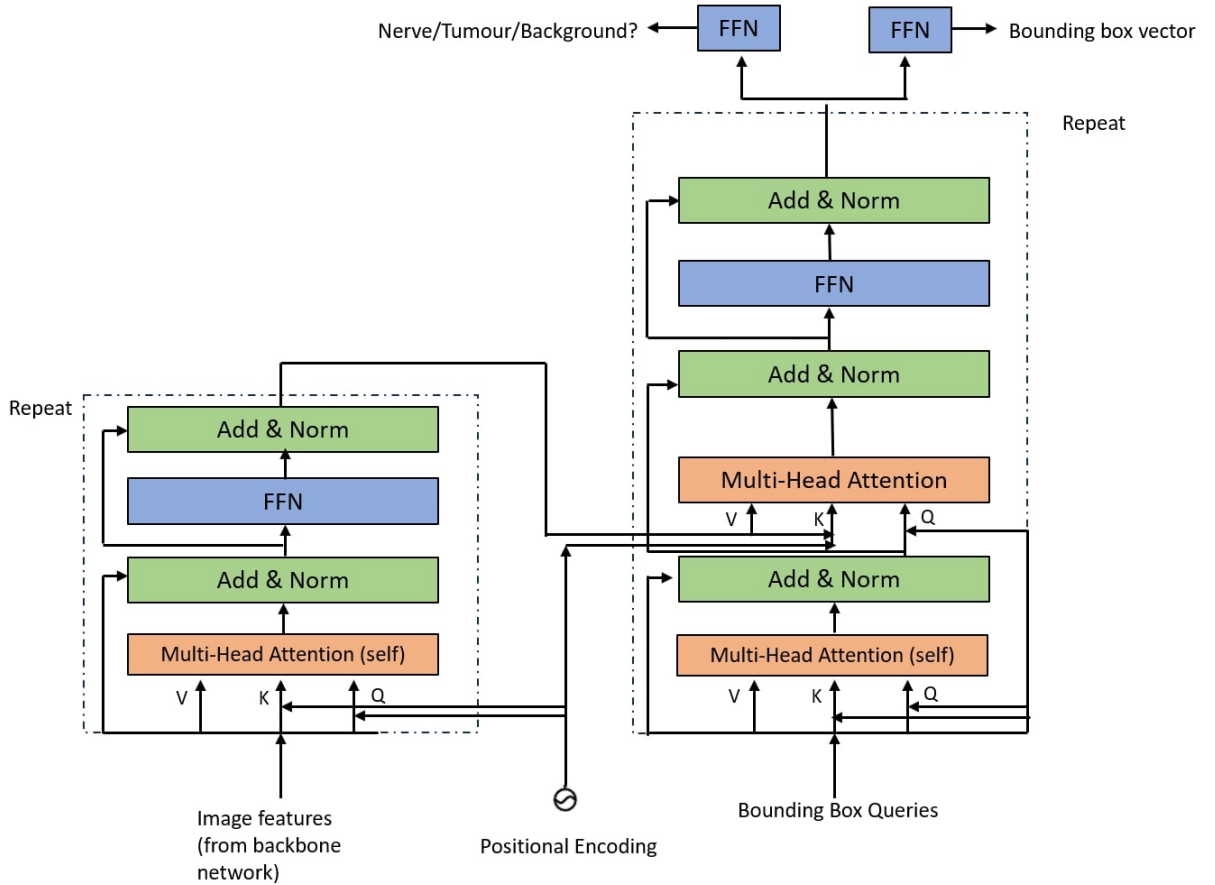 Nerve/Tumour/Background?
FFN
FFN
Bounding box vector
Repeat
Add & Norm
FFN
Add & Norm
Multi-Head Attention
V
K
Q
Add & Norm
Multi-Head Attention (self)
V
K
Q
Bounding Box Queries
Repeat
Add & Norm
FFN
Add & Norm
Multi-Head Attention (self)
V
K
Q
Image features
(from backbone
network)
Positional Encoding